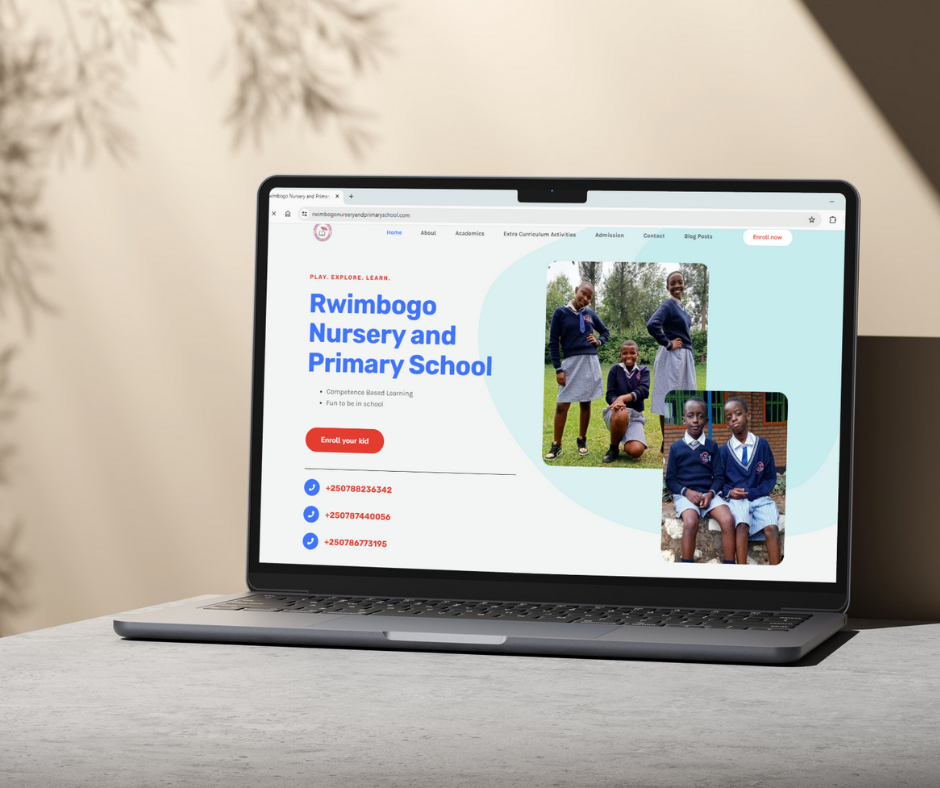 Rwimbogo Nursery and Primar
rwimbogonurseryandprimaryschool.com
Home About Academics Extra Curriculum Activities Admission Contact Blog Posts Enroll now
PLAY. EXPLORE. LEARN.
Rwimbogo
Nursery and
Primary School
Competence Based Learning
Fun to be in school
Enroll your kid
+250788236342
+250787440056
+250786773195